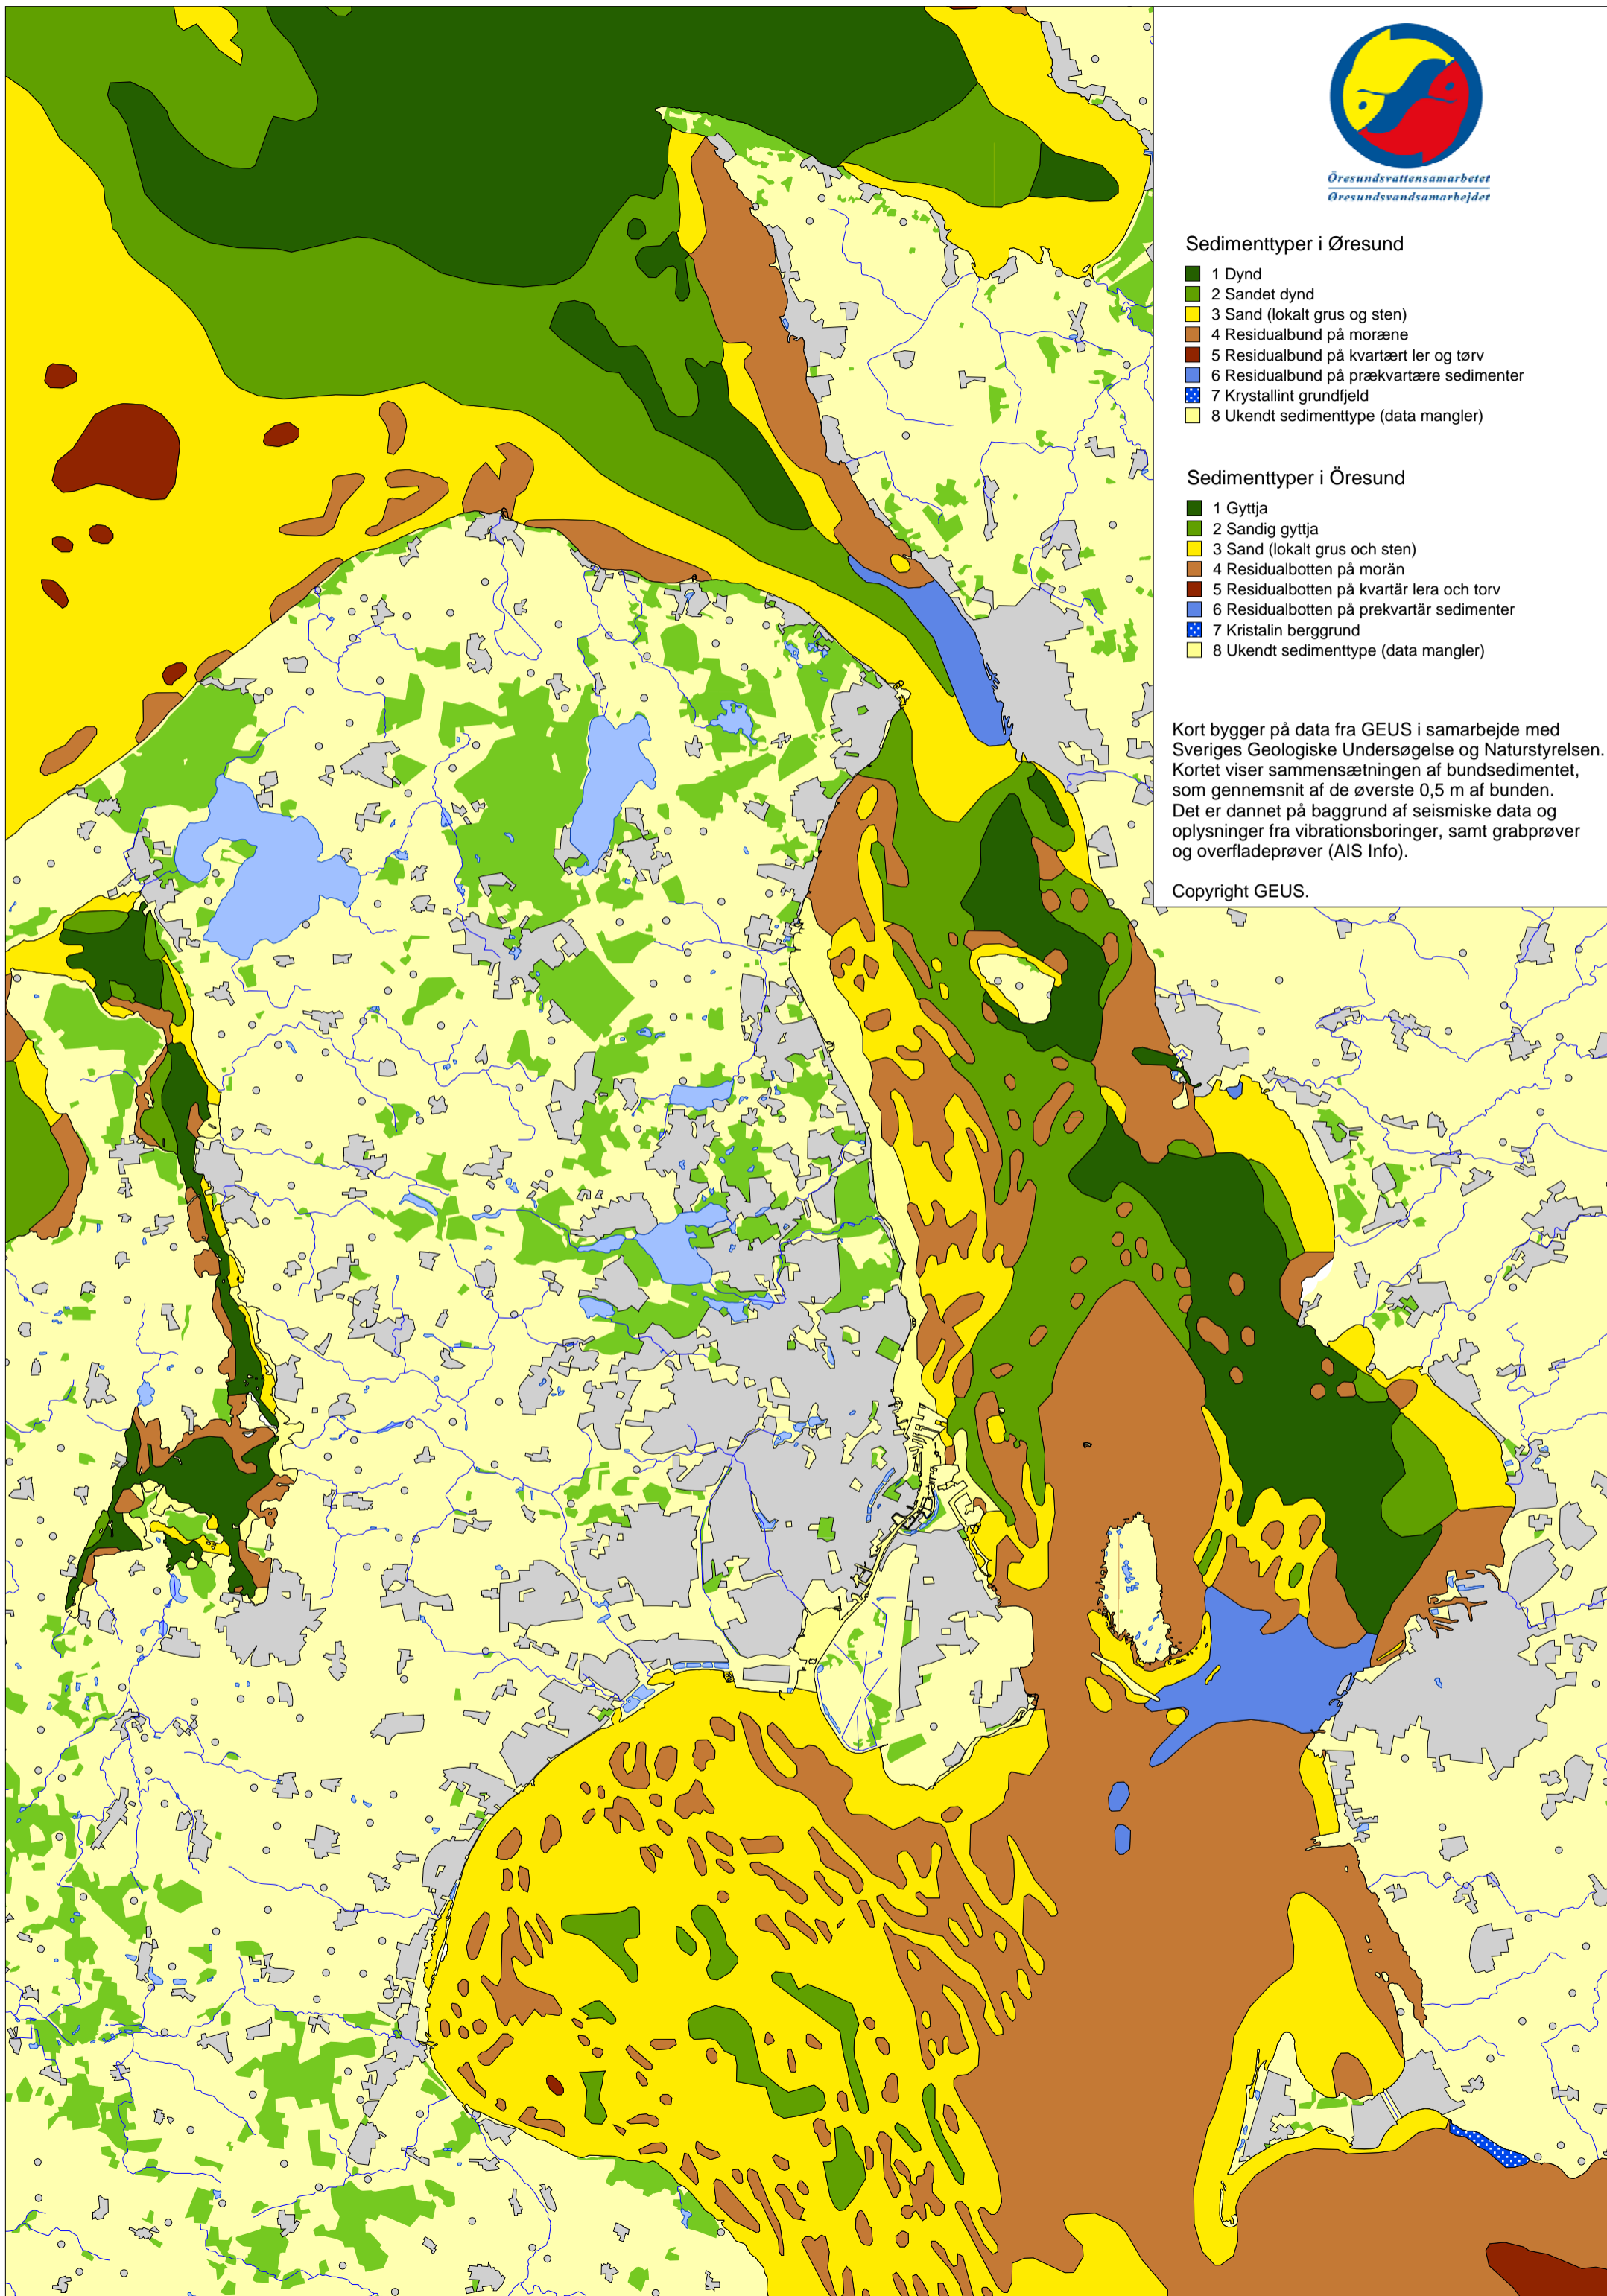 Öresundsvattensamarbetet
Øresundsvandsamarbejdet
Sedimenttyper i Øresund
1 Dynd
2 Sandet dynd
3 Sand (lokalt grus og sten)
4 Residualbund på moræne
5 Residualbund på kvartært ler og tørv
6 Residualbund på prækvartære sedimenter
7 Krystallint grundfjeld
8 Ukendt sedimenttype (data mangler)
Sedimenttyper i Öresund
1 Gyttja
2 Sandig gyttja
3 Sand (lokalt grus och sten)
4 Residualbotten på morän
5 Residualbotten på kvartär lera och torv
6 Residualbotten på prekvartär sedimenter
7 Kristalin berggrund
8 Ukendt sedimenttype (data mangler)
Kort bygger på data fra GEUS i samarbejde med
Sveriges Geologiske Undersøgelse og Naturstyrelsen.
Kortet viser sammensætningen af bundsedimentet,
som gennemsnit af de øverste 0,5 m af bunden.
Det er dannet på baggrund af seismiske data og
oplysninger fra vibrationsboringer, samt grabprøver
og overfladeprøver (AIS Info).
Copyright GEUS.